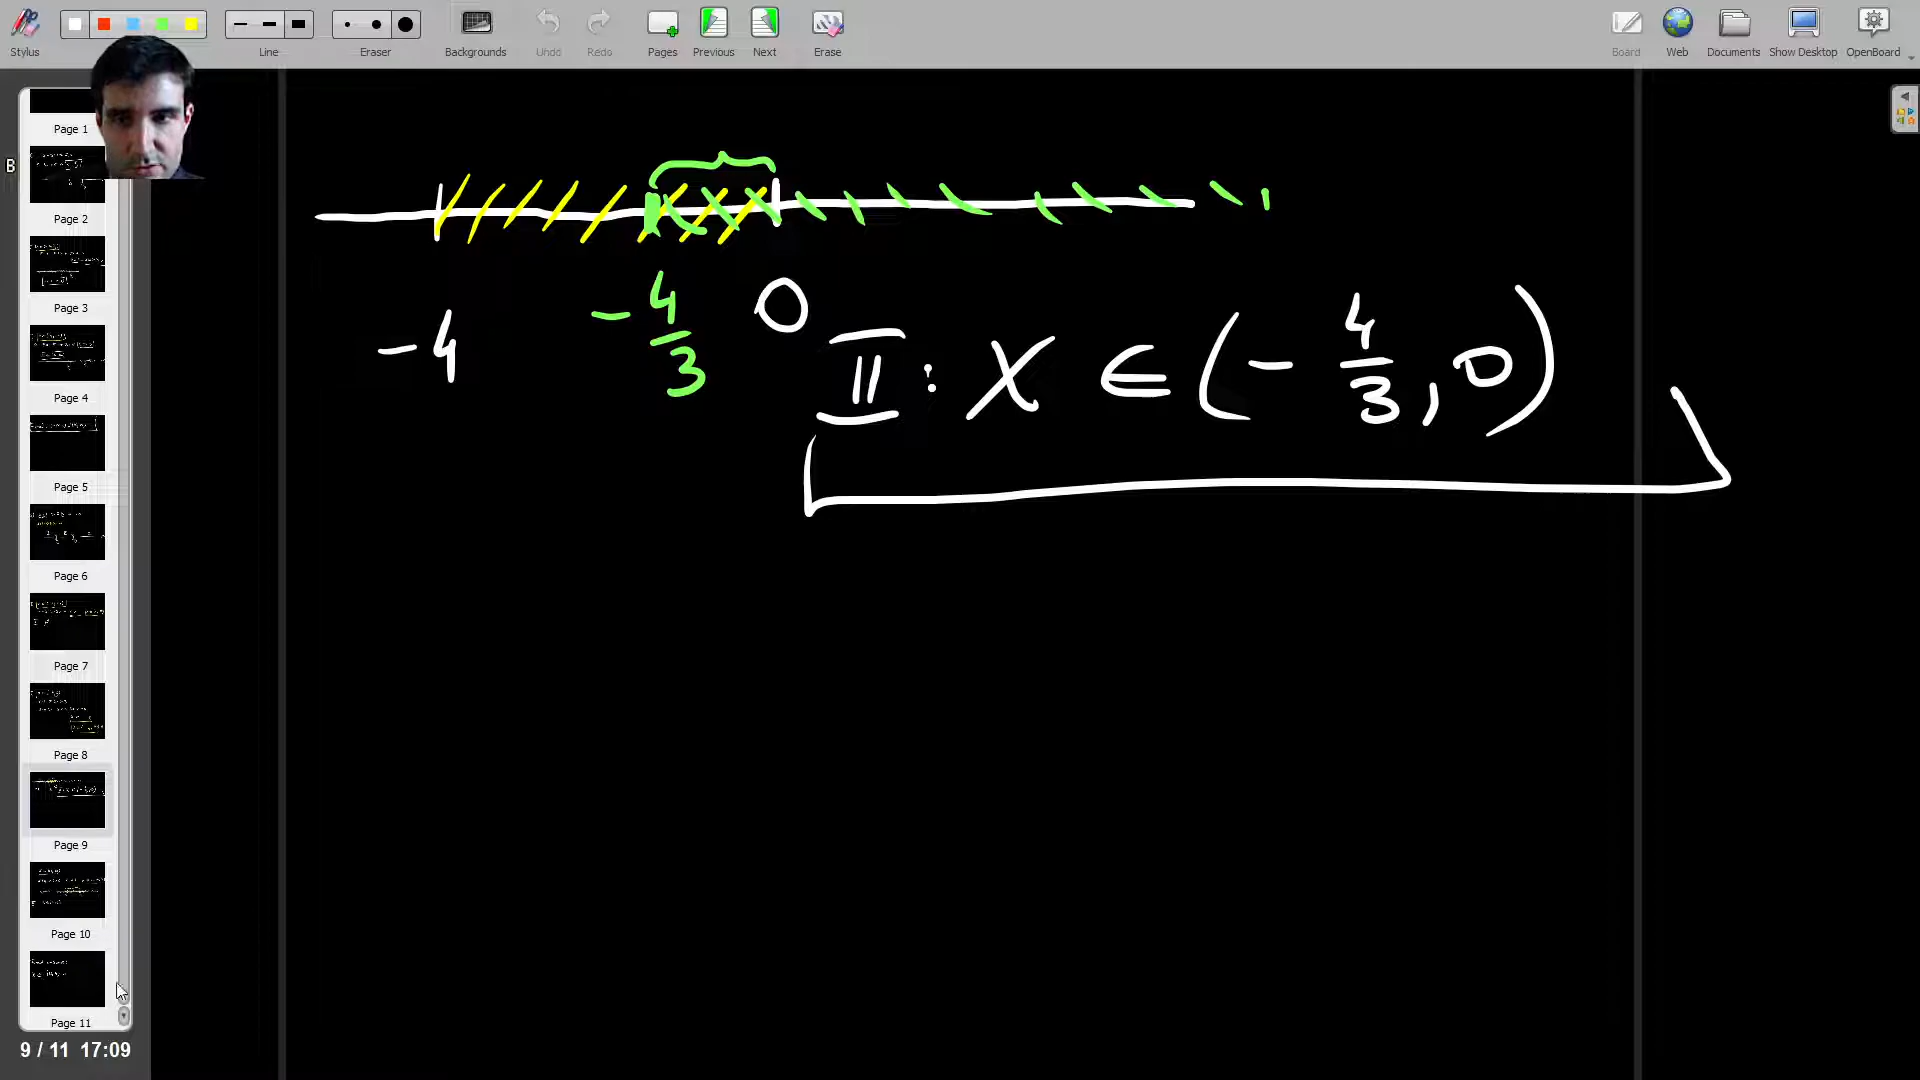 Stylus
Line
Eraser
Backgrounds
Undo
Redo
Pages
Previous
Next
Erase
Board
Web
Documents
Show Desktop
OpenBoard
B
Page 1
Page 2
Page 3
Page 4
Page 5
Page 6
Page 7
Page 8
Page 9
Page 10
Page 11
9 / 11 17:09
-4
-4/3
0
II : X ∈ (-4/3, 0)